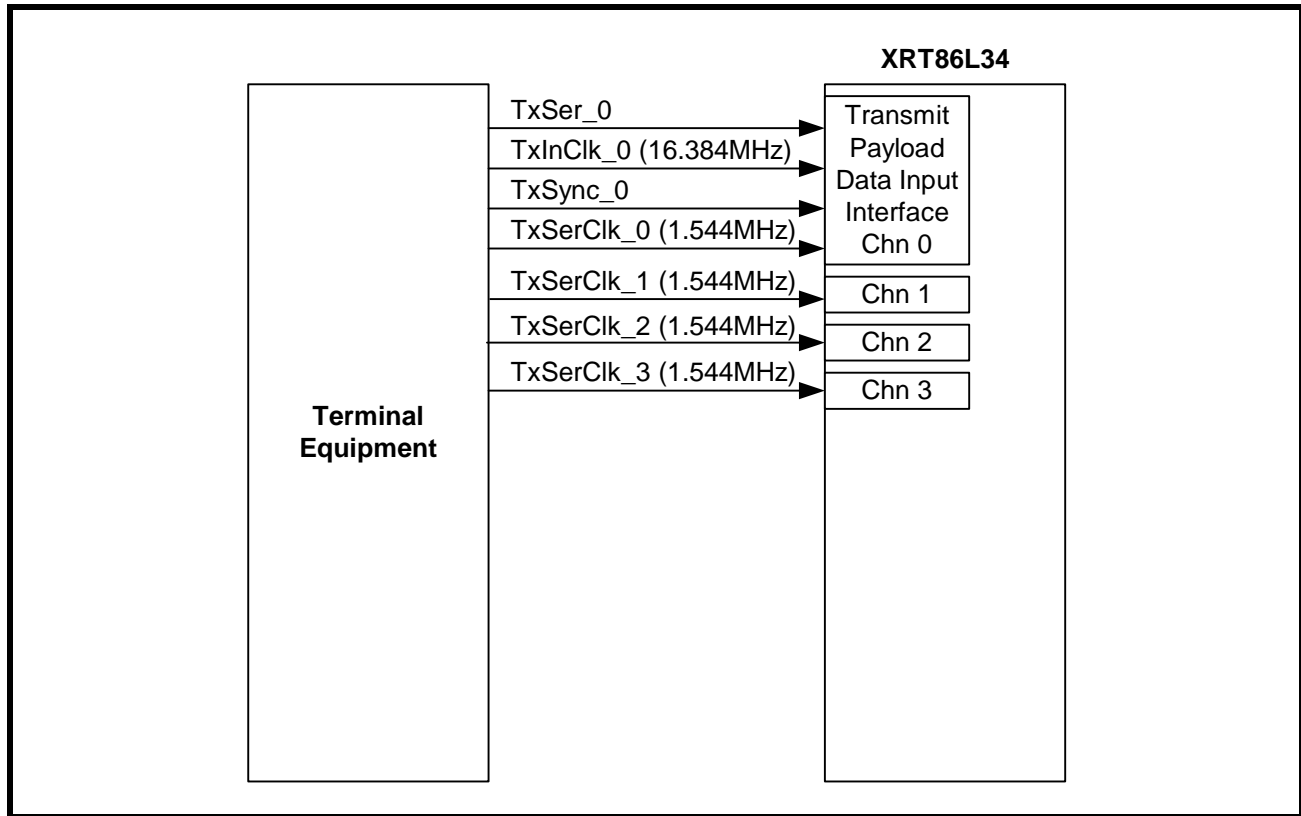 XRT86L34
TxSer_0
TxInClk_0 (16.384MHz)
TxSync_0
TxSerClk_0 (1.544MHz)
TxSerClk_1 (1.544MHz)
TxSerClk_2 (1.544MHz)
TxSerClk_3 (1.544MHz)
Transmit
Payload
Data Input
Interface
Chn 0
Chn 1
Chn 2
Chn 3
Terminal
Equipment